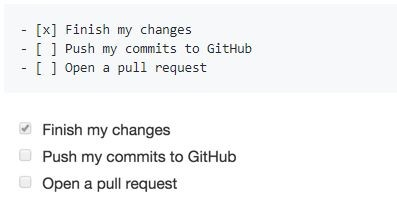 - [x] Finish my changes
- [ ] Push my commits to GitHub
- [ ] Open a pull request
Finish my changes
Push my commits to GitHub
Open a pull request